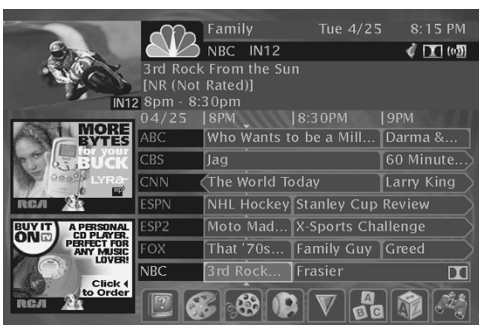 Family Tue 4/25 8:15 PM
NBC IN12
3rd Rock From the Sun
[NR (Not Rated)]
IN12 8pm - 8:30pm
04/25 8PM 8:30PM 9PM
ABC Who Wants to be a Mill... Darma &...
CBS Jag 60 Minute...
CNN The World Today Larry King
ESPN NHL Hockey Stanley Cup Review
ESP2 Moto Mad... X-Sports Challenge
FOX That '70s... Family Guy Greed
NBC 3rd Rock... Frasier
MORE
BYTES
for your
BUCK
LYRA
mp3
RCA
BUY IT
ON TV
A PERSONAL
CD PLAYER.
PERFECT FOR
ANY MUSIC
LOVER!
Click
to Order
RCA
?
A
B C
A Z